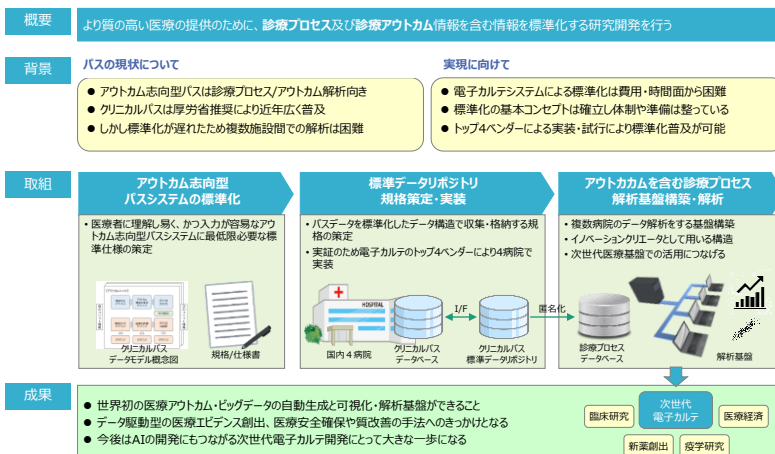 概要
より質の高い医療の提供のために、診療プロセス及び診療アウトカム情報を含む情報を標準化する研究開発を行う
背景
パスの現状について
● アウトカム志向型パスは診療プロセス/アウトカム解析向き
● クリニカルパスは厚労省推奨により近年広く普及
● しかし標準化が遅れたため複数施設間での解析は困難
実現に向けて
● 電子カルテシステムによる標準化は費用・時間面から困難
● 標準化の基本コンセプトは確立し体制や準備は整っている
● トップ4ベンダーによる実装・試行により標準化普及が可能
取組
アウトカム志向型
パスシステムの標準化
・医療者に理解し易く、かつ入力が容易なアウ
トカム志向型パスシステムに最低限必要な標
準仕様の策定
クリニカルパス
データモデル概念図
規格/仕様書
標準データリポジトリ
規格策定・実装
・パスデータを標準化したデータ構造で収集・格納する規
格の策定
・実証のため電子カルテのトップ4ベンダーにより4病院で
実装
HOSPITAL
I/F
匿名化
国内4病院
クリニカルパス
データベース
クリニカルパス
標準データリポジトリ
アウトカカムを含む診療プロセス
解析基盤構築・解析
・複数病院のデータ解析をする基盤構築
・イノベーションクリエータとして用いる構造
・次世代医療基盤での活用につなげる
診療プロセス
データベース
解析基盤
成果
● 世界初の医療アウトカム・ビッグデータの自動生成と可視化・解析基盤ができること
● データ駆動型の医療エビデンス創出、医療安全確保や質改善の手法へのきっかけとなる
● 今後はAIの開発にもつながる次世代電子カルテ開発にとって大きな一歩になる
臨床研究
次世代
電子カルテ
医療経済
新薬創出
疫学研究